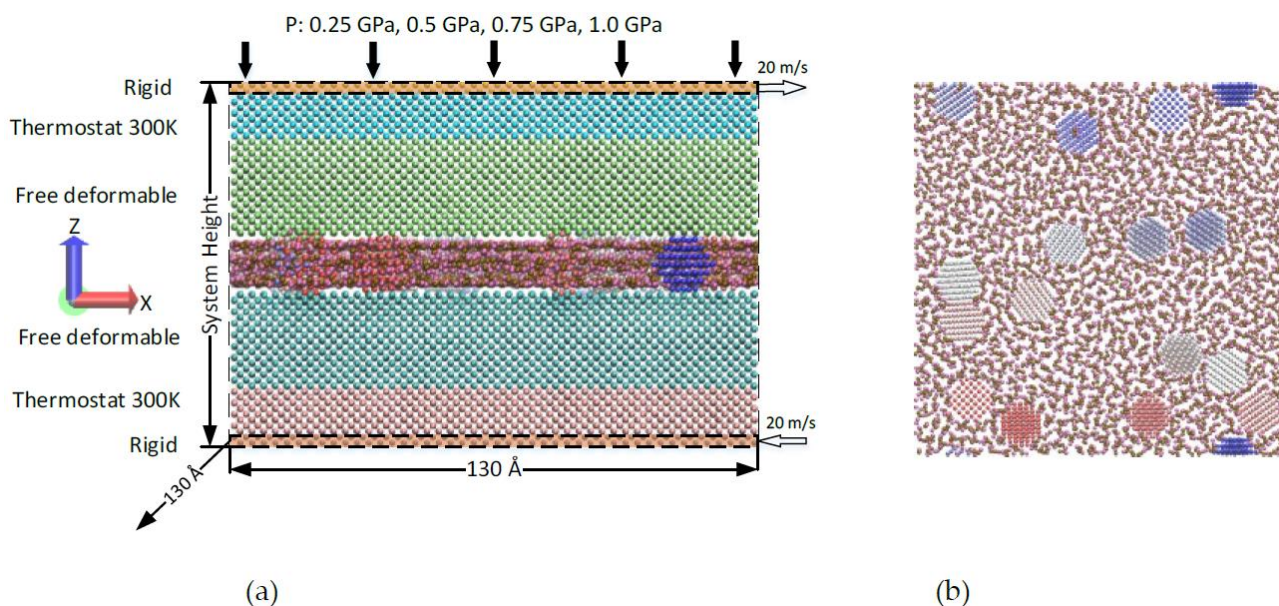 P: 0.25 GPa, 0.5 GPa, 0.75 GPa, 1.0 GPa
20 m/s
Rigid
Thermostat 300K
Free deformable
Z
X
System Height
Free deformable
Thermostat 300K
20 m/s
Rigid
130 Å
130 Å
(a)
(b)